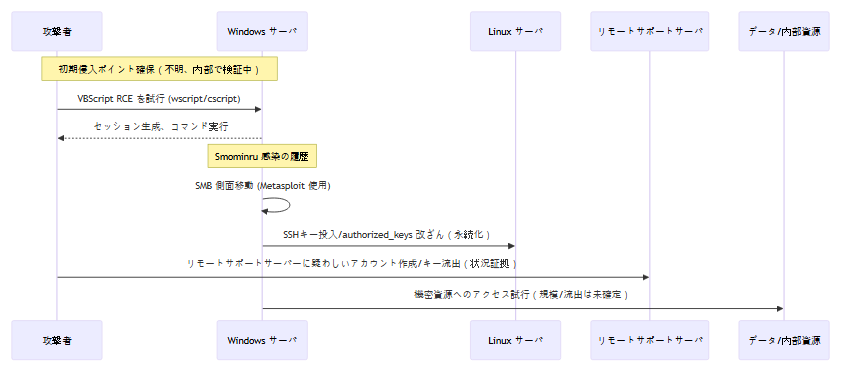 攻撃者
Windows サーバ
Linux サーバ
リモートサポートサーバ
データ/内部資源
初期侵入ポイント確保 ( 不明、内部で検証中 )
VBScript RCE を試行 (wscript/cscript)
セッション生成、コマンド実行
Smominru 感染の履歴
SMB 側面移動 (Metasploit 使用)
SSHキー投入/authorized_keys 改ざん ( 永続化 )
リモートサポートサーバーに疑わしいアカウント作成/キー流出 ( 状況証拠 )
機密資源へのアクセス試行 ( 規模/流出は未確定 )
攻撃者
Windows サーバ
Linux サーバ
リモートサポートサーバ
データ/内部資源